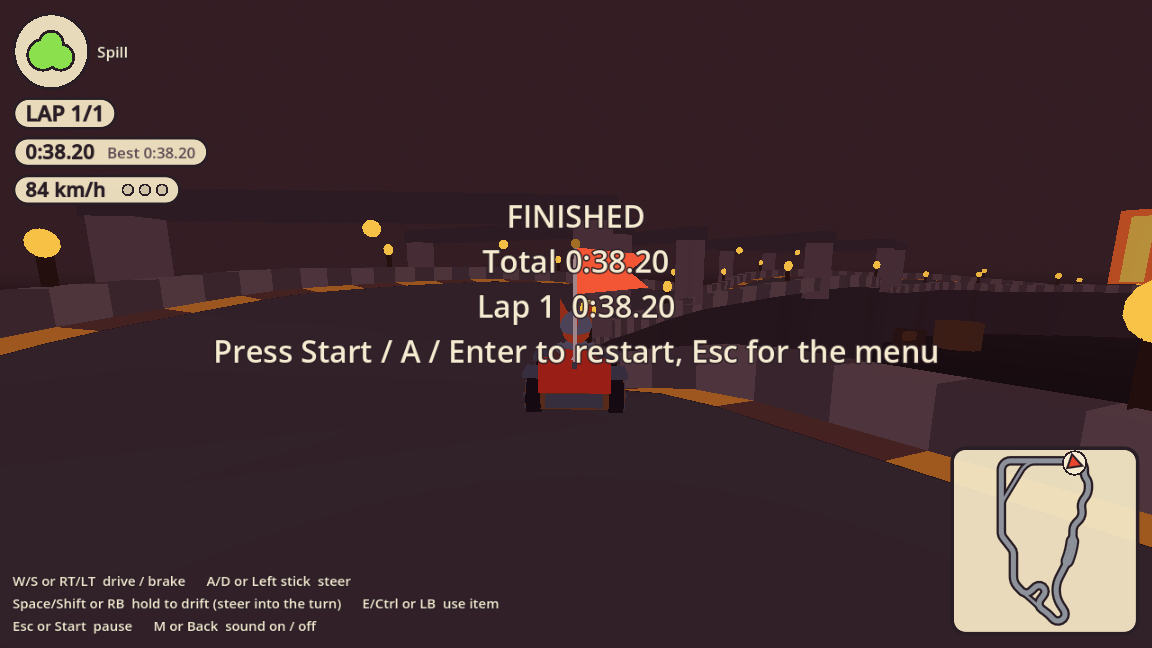 Spill
LAP 1/1
0:38.20 Best 0:38.20
84 km/h
FINISHED
Total 0:38.20
Lap 1 0:38.20
Press Start / A / Enter to restart, Esc for the menu
W/S or RT/LT drive / brake A/D or Left stick steer
Space/Shift or RB hold to drift (steer into the turn) E/Ctrl or LB use item
Esc or Start pause M or Back sound on / off